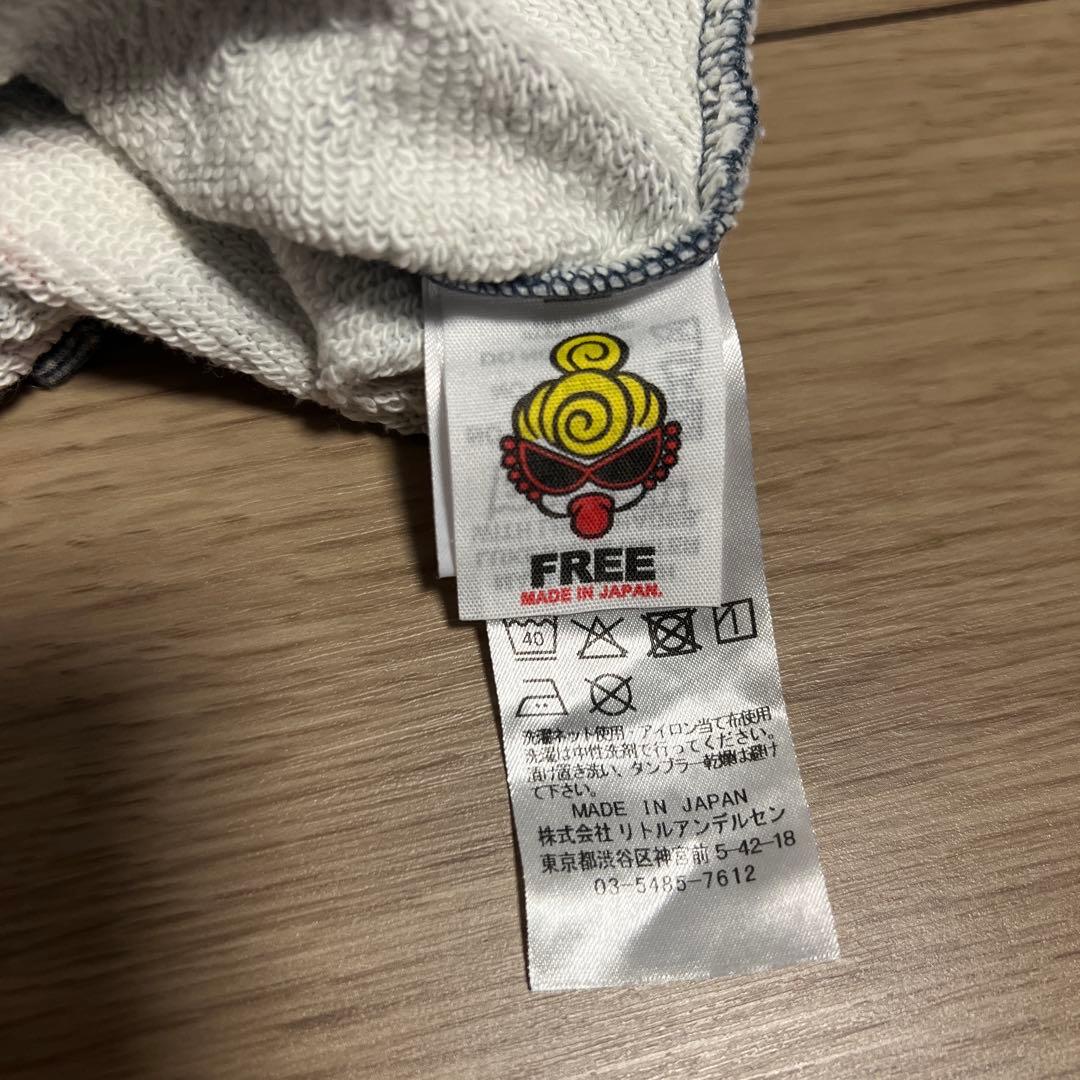 FREE
MADE IN JAPAN.
40
洗濯ネット使用・アイロン当て布使用
洗濯は中性洗剤で行ってください。
漬け置き洗い、タンブラー乾燥は避け
て下さい。
MADE IN JAPAN
株式会社 リトルアンデルセン
東京都渋谷区神宮前 5-42-18
03-5485-7612